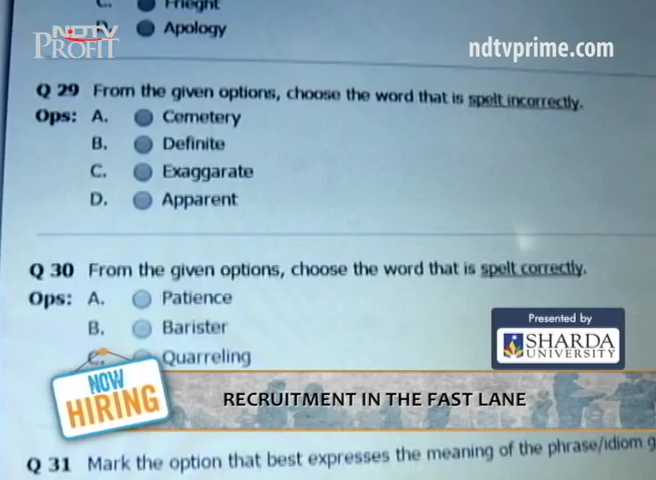 C. Frieght
D. Apology
NDTV
PROFIT
ndtvprime.com
Q 29 From the given options, choose the word that is spelt incorrectly.
Ops: A. Cemetery
B. Definite
C. Exaggarate
D. Apparent
Q 30 From the given options, choose the word that is spelt correctly.
Ops: A. Patience
B. Barister
C. Quarreling
Presented by
SHARDA
UNIVERSITY
NOW
HIRING
RECRUITMENT IN THE FAST LANE
Q 31 Mark the option that best expresses the meaning of the phrase/idiom g